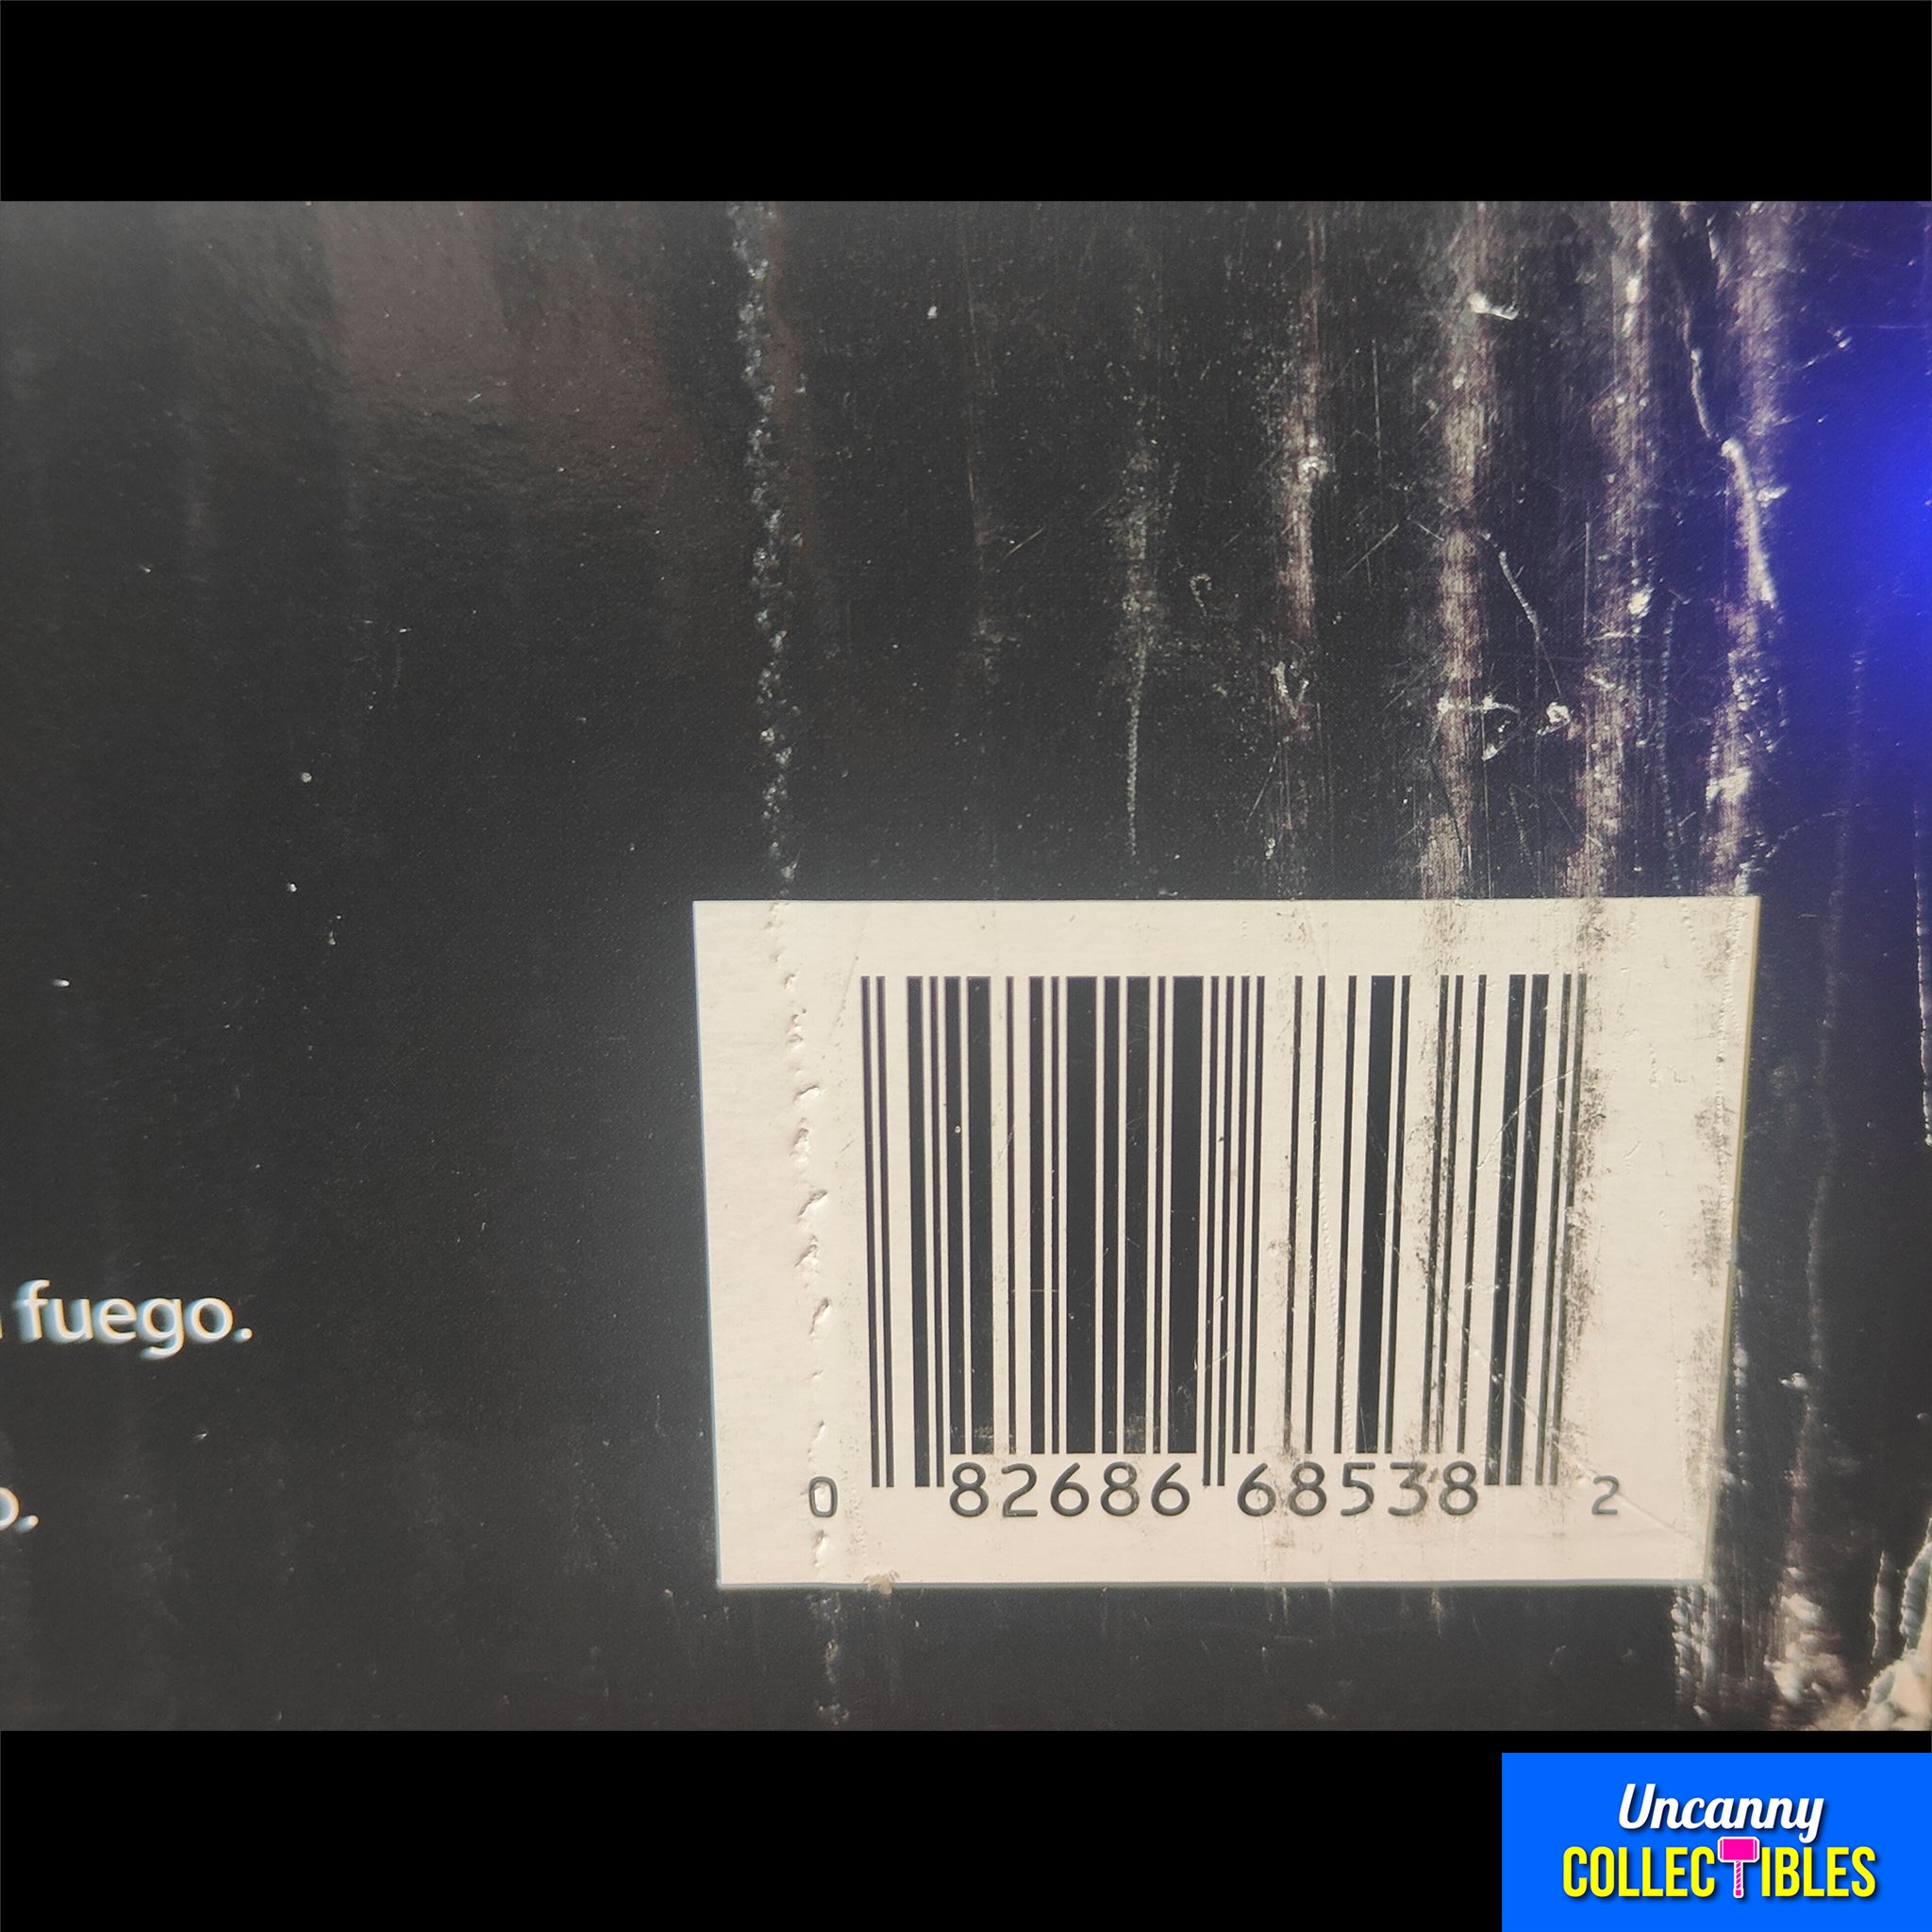 fuego.
o.
0 82686 68538 2
Uncanny
COLLECTIBLES